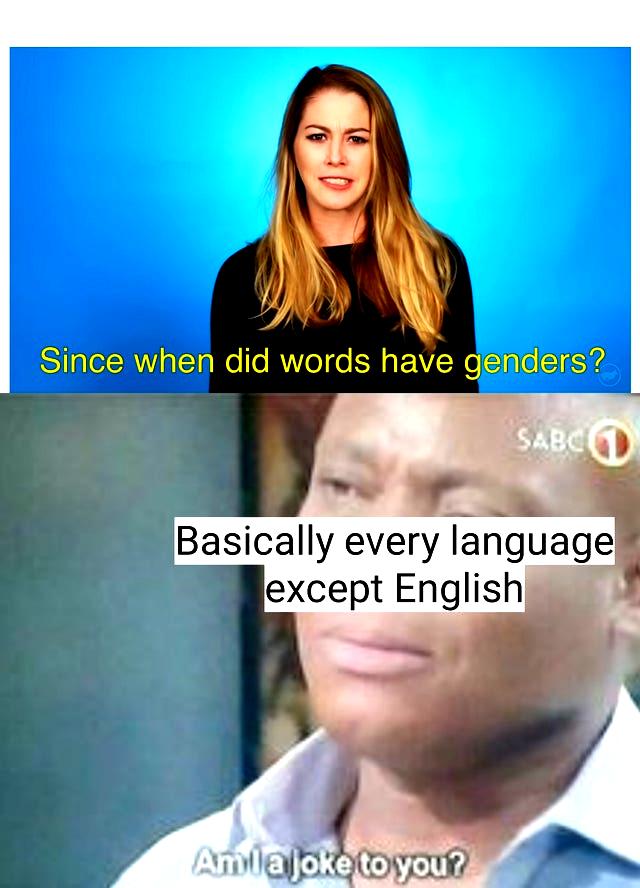 Since when did words have genders?
SABC 1
Basically every language
except English
Am I a joke to you?